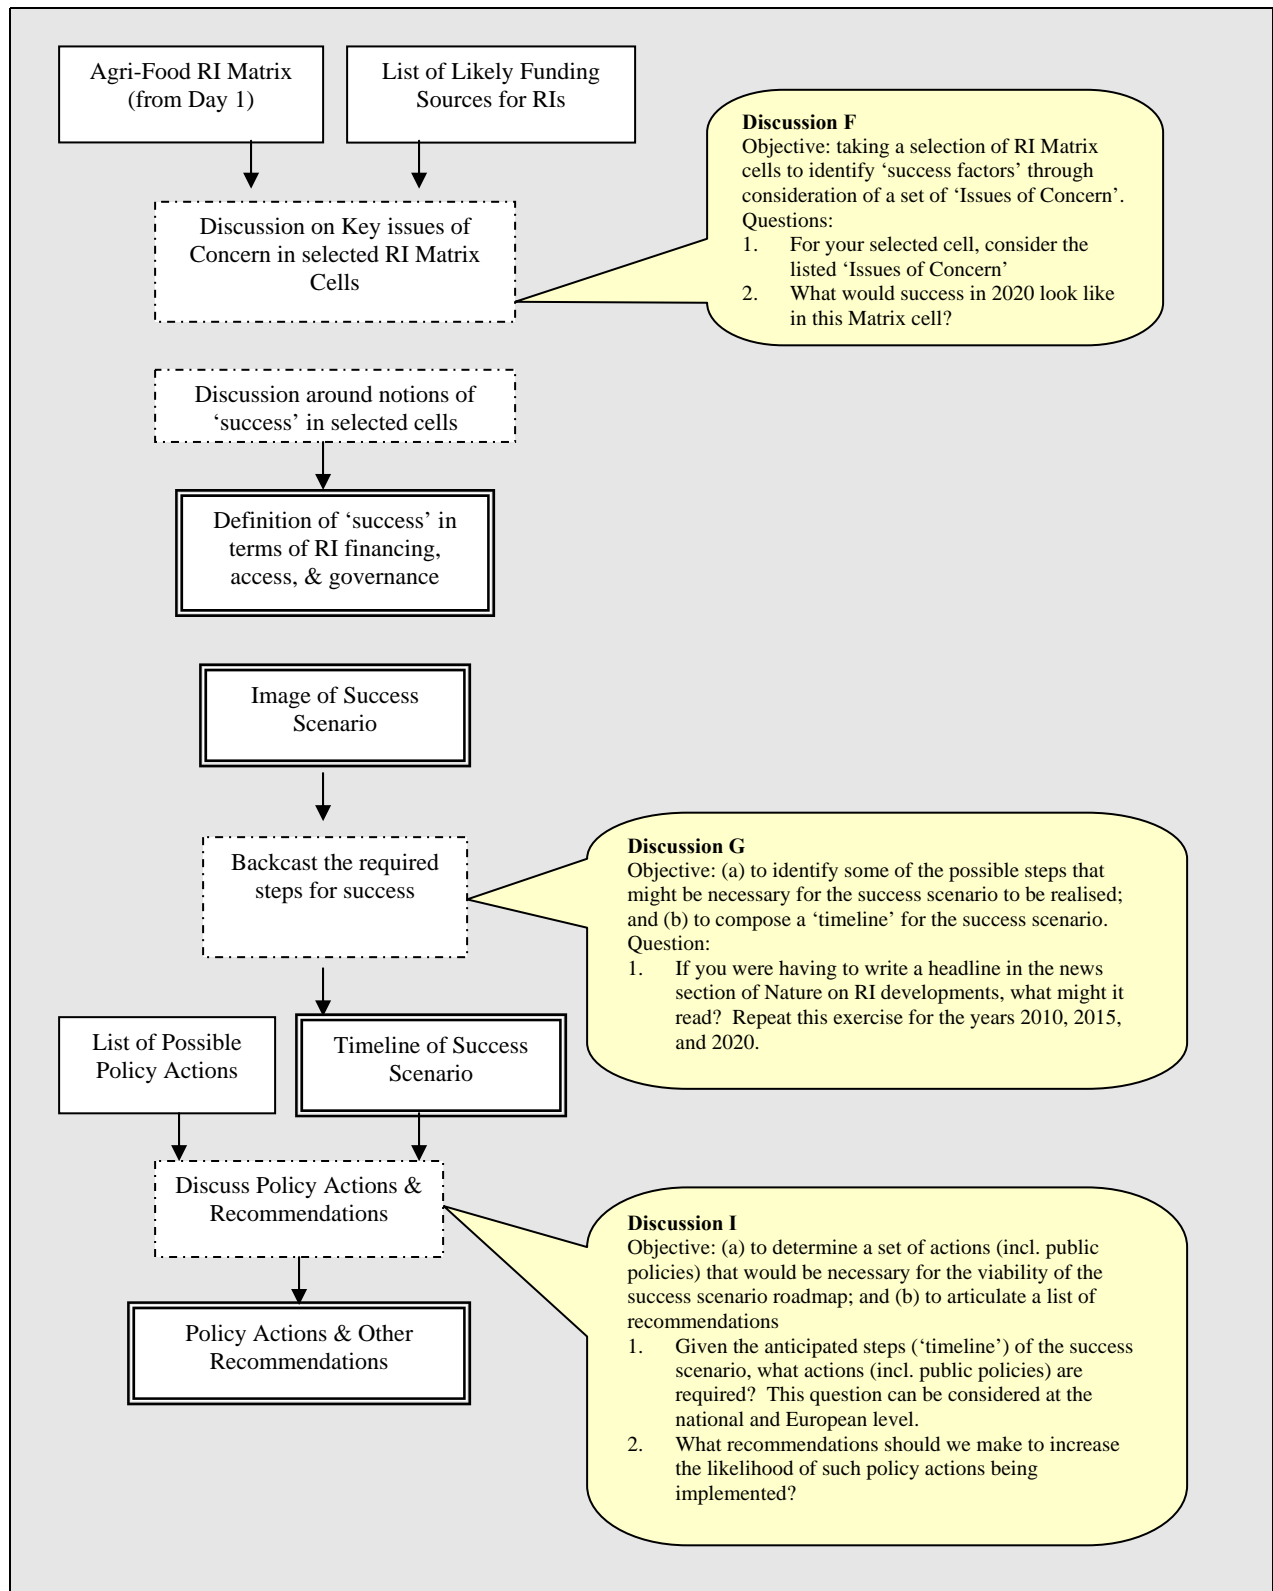 Agri-Food RI Matrix
(from Day 1)
List of Likely Funding
Sources for RIs
Discussion on Key issues of
Concern in selected RI Matrix
Cells
Discussion F
Objective: taking a selection of RI Matrix
cells to identify ‘success factors’ through
consideration of a set of ‘Issues of Concern’.
Questions:
1. For your selected cell, consider the
listed ‘Issues of Concern’
2. What would success in 2020 look like
in this Matrix cell?
Discussion around notions of
‘success’ in selected cells
Definition of ‘success’ in
terms of RI financing,
access, & governance
Image of Success
Scenario
Backcast the required
steps for success
Discussion G
Objective: (a) to identify some of the possible steps that
might be necessary for the success scenario to be realised;
and (b) to compose a ‘timeline’ for the success scenario.
Question:
1. If you were having to write a headline in the news
section of Nature on RI developments, what might it
read? Repeat this exercise for the years 2010, 2015,
and 2020.
List of Possible
Policy Actions
Timeline of Success
Scenario
Discuss Policy Actions &
Recommendations
Discussion I
Objective: (a) to determine a set of actions (incl. public
policies) that would be necessary for the viability of the
success scenario roadmap; and (b) to articulate a list of
recommendations
1. Given the anticipated steps (‘timeline’) of the success
scenario, what actions (incl. public policies) are
required? This question can be considered at the
national and European level.
2. What recommendations should we make to increase
the likelihood of such policy actions being
implemented?
Policy Actions & Other
Recommendations